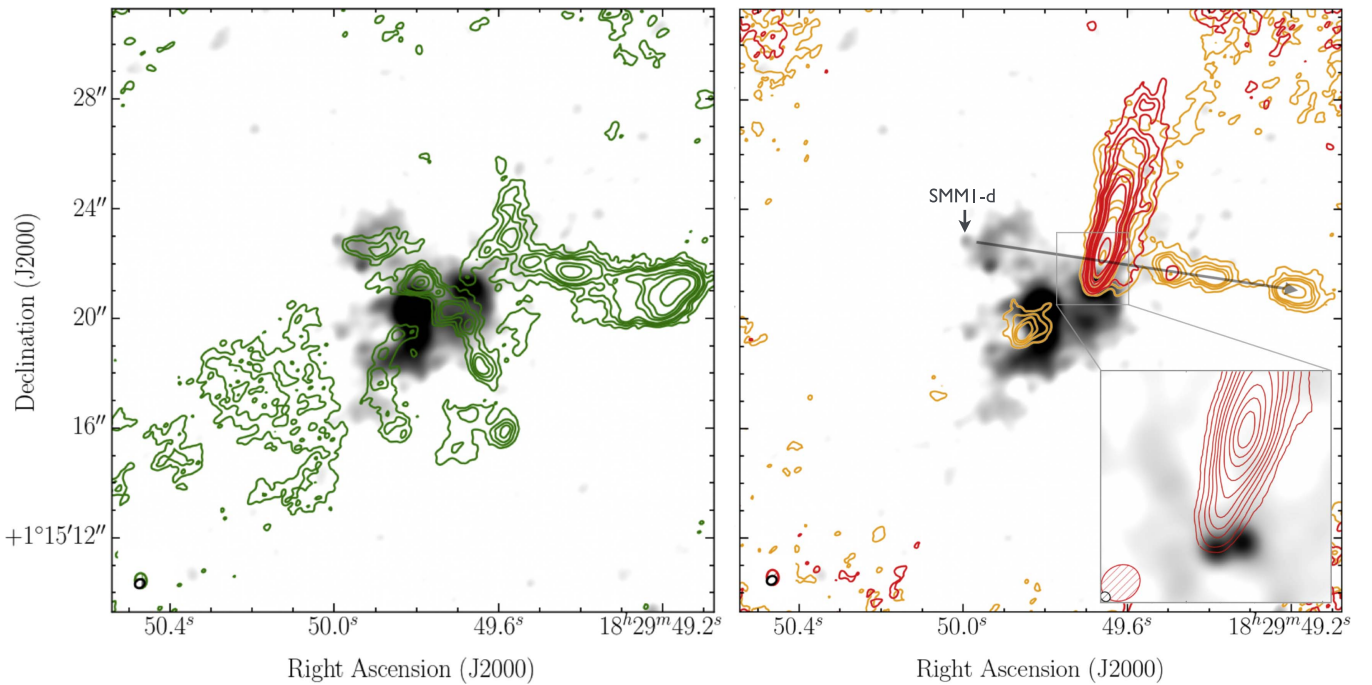 28″
24″
20″
16″
+1°15′12″
Declination (J2000)
50.4ˢ
50.0ˢ
49.6ˢ
18ʰ29ᵐ49.2ˢ
Right Ascension (J2000)
SMM1-d
50.4ˢ
50.0ˢ
49.6ˢ
18ʰ29ᵐ49.2ˢ
Right Ascension (J2000)